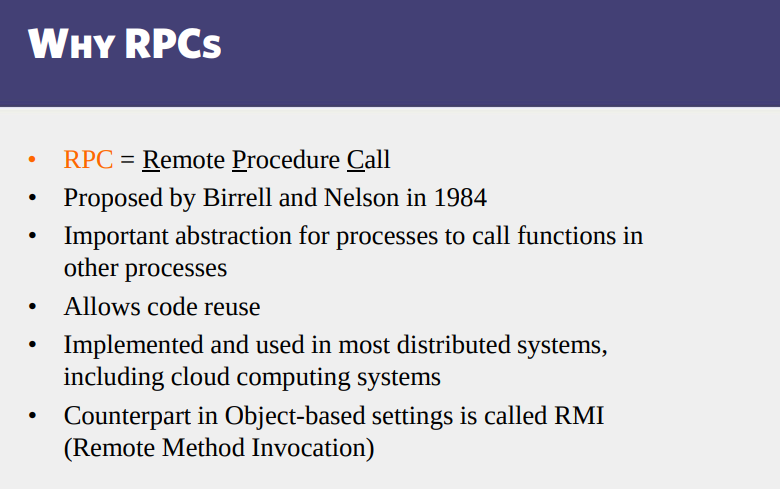 WHY RPCS
• RPC = Remote Procedure Call
• Proposed by Birrell and Nelson in 1984
• Important abstraction for processes to call functions in
other processes
• Allows code reuse
• Implemented and used in most distributed systems,
including cloud computing systems
• Counterpart in Object-based settings is called RMI
(Remote Method Invocation)